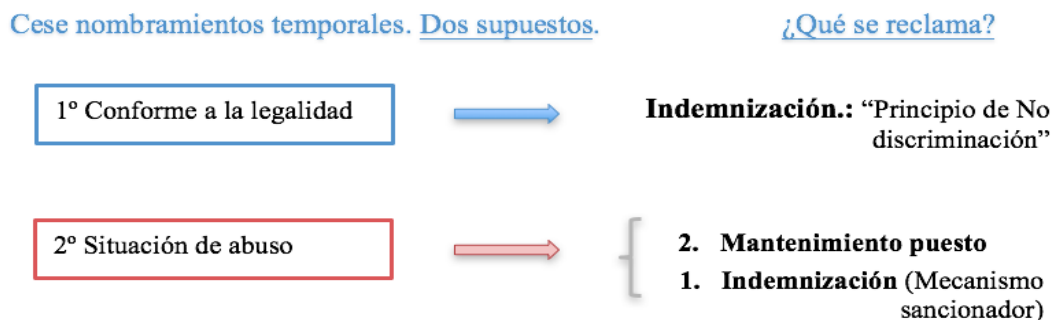 Cese nombramientos temporales. Dos supuestos.
¿Qué se reclama?
1º Conforme a la legalidad
Indemnización.: “Principio de No
discriminación”
2º Situación de abuso
2. Mantenimiento puesto
1. Indemnización (Mecanismo
sancionador)